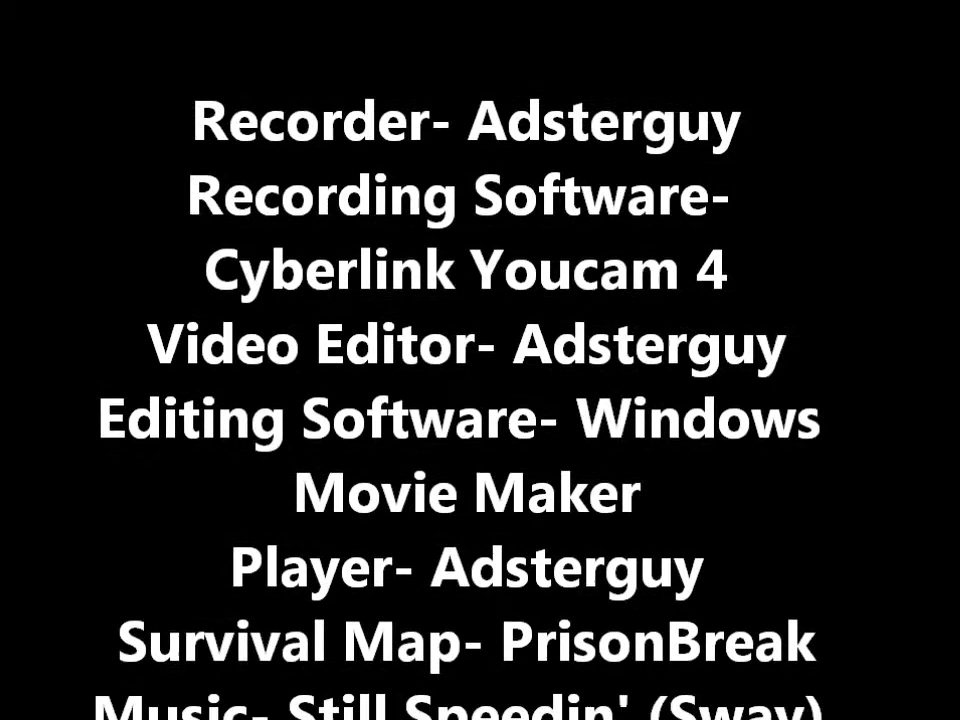 Recorder- Adsterguy
Recording Software-
Cyberlink Youcam 4
Video Editor- Adsterguy
Editing Software- Windows
Movie Maker
Player- Adsterguy
Survival Map- PrisonBreak
Music- Still Speedin' (Sway)